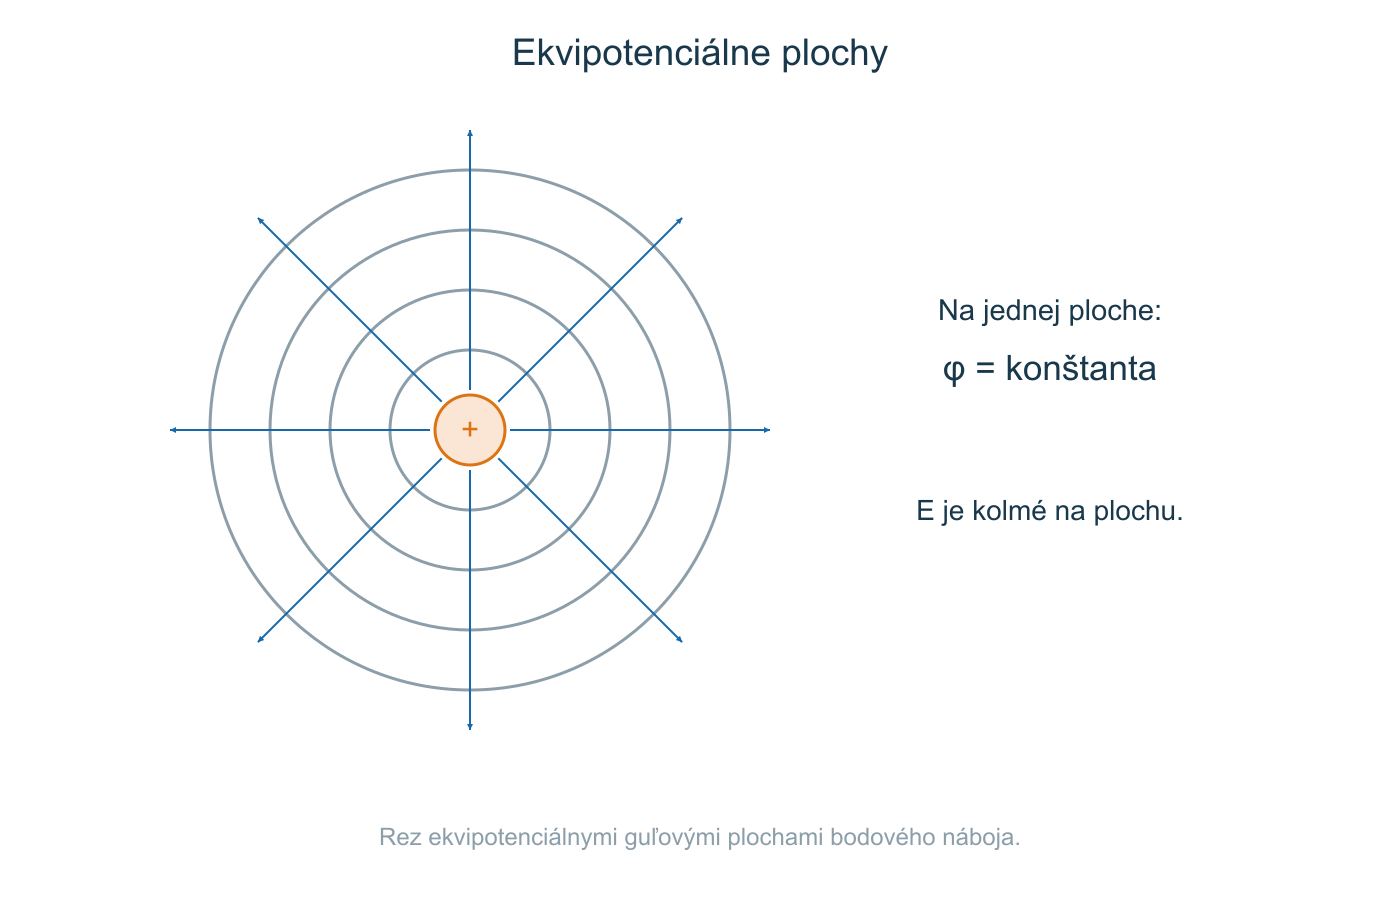 Ekvipotenciálne plochy
+
Na jednej ploche:
φ = konštanta
E je kolmé na plochu.
Rez ekvipotenciálnymi guľovými plochami bodového náboja.